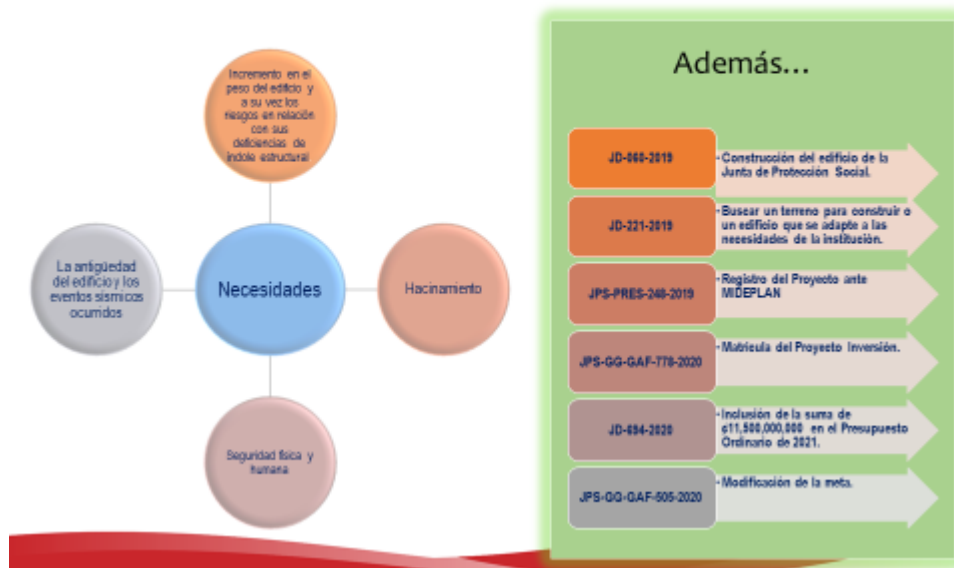 Incremento en el
peso del edificio y
a su vez los
riesgos en relación
con sus
deficiencias de
índole estructural
La antigüedad
del edificio y los
eventos sísmicos
ocurridos
Necesidades
Hacinamiento
Seguridad física y
humana
Además...
JD-060-2019
•Construcción del edificio de la
Junta de Protección Social.
JD-221-2019
•Buscar un terreno para construir o
un edificio que se adapte a las
necesidades de la institución.
JPS-PRES-248-2019
•Registro del Proyecto ante
MIDEPLAN
JPS-GG-GAF-778-2020
•Matricula del Proyecto Inversión.
JD-694-2020
•Inclusión de la suma de
¢11,500,000,000 en el Presupuesto
Ordinario de 2021.
JPS-GG-GAF-505-2020
•Modificación de la meta.